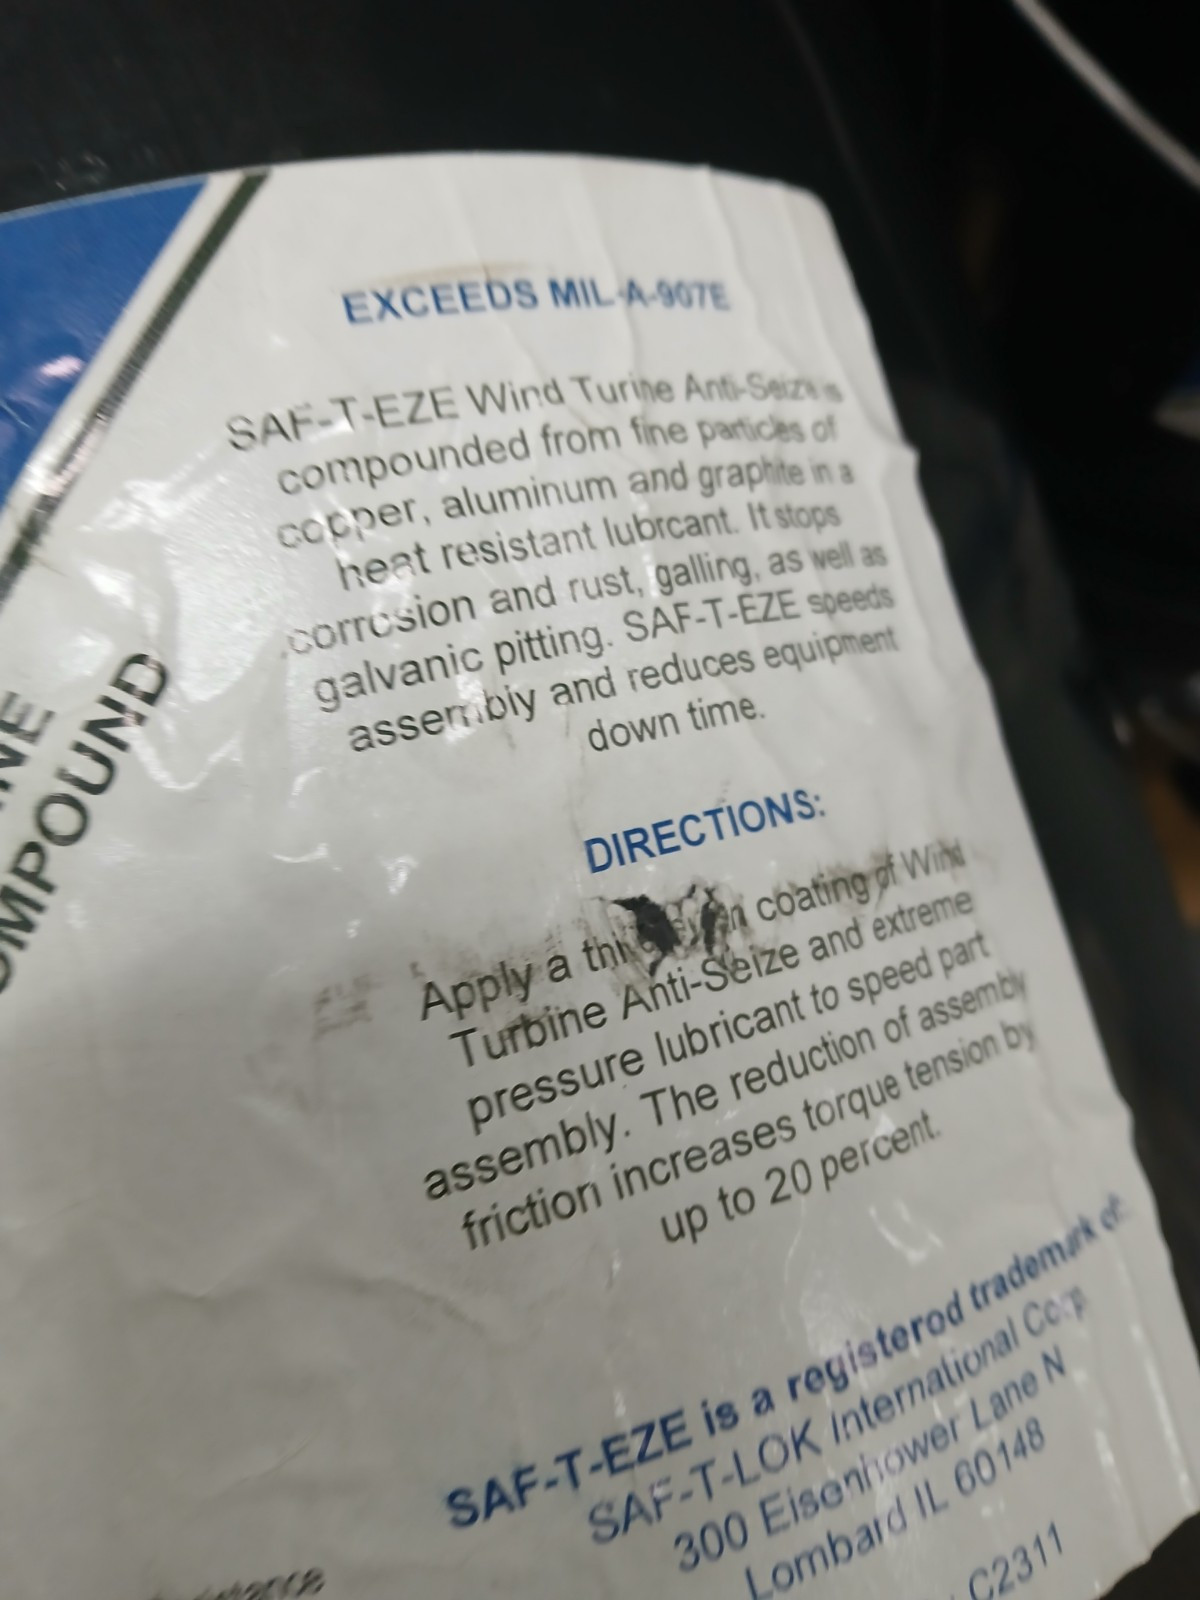 EXCEEDS MIL-A-907E
SAF-T-EZE Wind Turine Anti-Seize is
compounded from fine particles of
copper, aluminum and graphite in a
heat resistant lubrcant. It stops
corrosion and rust, galling, as well as
galvanic pitting. SAF-T-EZE speeds
assembly and reduces equipment
down time.
DIRECTIONS:
Apply a thin coating of Wind
Turbine Anti-Seize and extreme
pressure lubricant to speed part
assembly. The reduction of assembly
friction increases torque tension by
up to 20 percent.
SAF-T-EZE is a registered trademark of:
SAF-T-LOK International Corp
300 Eisenhower Lane N
Lombard IL 60148
C2311
OMPOUND